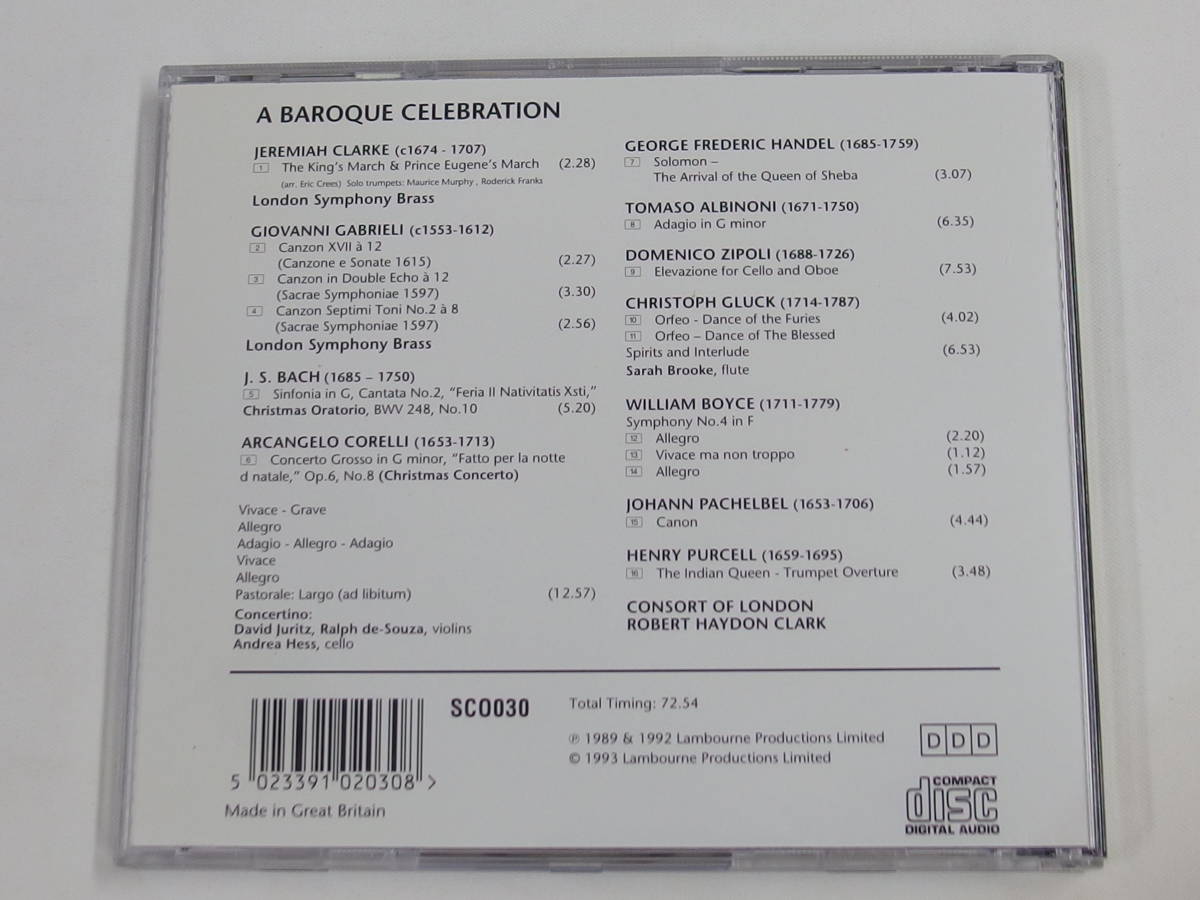 A BAROQUE CELEBRATION
JEREMIAH CLARKE (c1674 - 1707)
1 The King's March & Prince Eugene's March (2.28)
(arr. Eric Crees) Solo trumpets: Maurice Murphy , Roderick Franks
London Symphony Brass
GIOVANNI GABRIELI (c1553-1612)
2 Canzon XVII à 12
(Canzone e Sonate 1615) (2.27)
3 Canzon in Double Echo à 12
(Sacrae Symphoniae 1597) (3.30)
4 Canzon Septimi Toni No.2 à 8
(Sacrae Symphoniae 1597) (2.56)
London Symphony Brass
J. S. BACH (1685 – 1750)
5 Sinfonia in G, Cantata No.2, "Feria II Nativitatis Xsti,"
Christmas Oratorio, BWV 248, No.10 (5.20)
ARCANGELO CORELLI (1653-1713)
6 Concerto Grosso in G minor, "Fatto per la notte
d natale," Op.6, No.8 (Christmas Concerto)
Vivace - Grave
Allegro
Adagio - Allegro - Adagio
Vivace
Allegro
Pastorale: Largo (ad libitum) (12.57)
Concertino:
David Juritz, Ralph de-Souza, violins
Andrea Hess, cello
GEORGE FREDERIC HANDEL (1685-1759)
7 Solomon –
The Arrival of the Queen of Sheba (3.07)
TOMASO ALBINONI (1671-1750)
8 Adagio in G minor (6.35)
DOMENICO ZIPOLI (1688-1726)
9 Elevazione for Cello and Oboe (7.53)
CHRISTOPH GLUCK (1714-1787)
10 Orfeo - Dance of the Furies (4.02)
11 Orfeo – Dance of The Blessed
Spirits and Interlude (6.53)
Sarah Brooke, flute
WILLIAM BOYCE (1711-1779)
Symphony No.4 in F
12 Allegro (2.20)
13 Vivace ma non troppo (1.12)
14 Allegro (1.57)
JOHANN PACHELBEL (1653-1706)
15 Canon (4.44)
HENRY PURCELL (1659-1695)
16 The Indian Queen - Trumpet Overture (3.48)
CONSORT OF LONDON
ROBERT HAYDON CLARK
5 023391 020308 >
Made in Great Britain
SCO030
Total Timing: 72.54
℗ 1989 & 1992 Lambourne Productions Limited
© 1993 Lambourne Productions Limited
DDD
COMPACT
disc
DIGITAL AUDIO